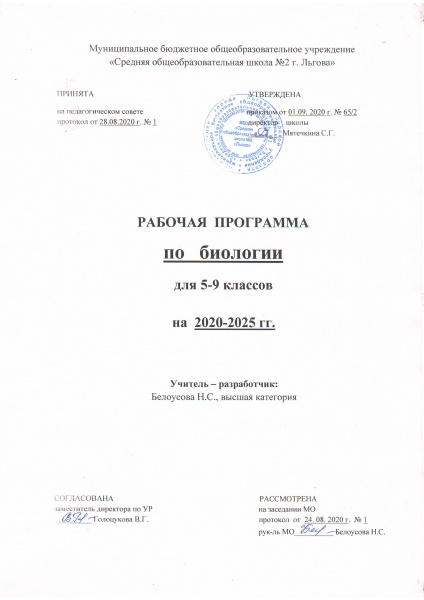 Муниципальное бюджетное общеобразовательное учреждение
«Средняя общеобразовательная школа №2 г. Льгова»
ПРИНЯТА
на педагогическом совете
протокол от 28.08.2020 г. № 1
УТВЕРЖДЕНА
приказом от 01.09. 2020 г. № 65/2
директор школы
Мятечкина С.Г.
РАБОЧАЯ ПРОГРАММА
по биологии
для 5-9 классов
на 2020-2025 гг.
Учитель – разработчик:
Белоусова Н.С., высшая категория
СОГЛАСОВАНА
заместитель директора по УР
Голоцукова В.Г.
РАССМОТРЕНА
на заседании МО
протокол от 24. 08. 2020 г. № 1
рук-ль МО Белоусова Н.С.